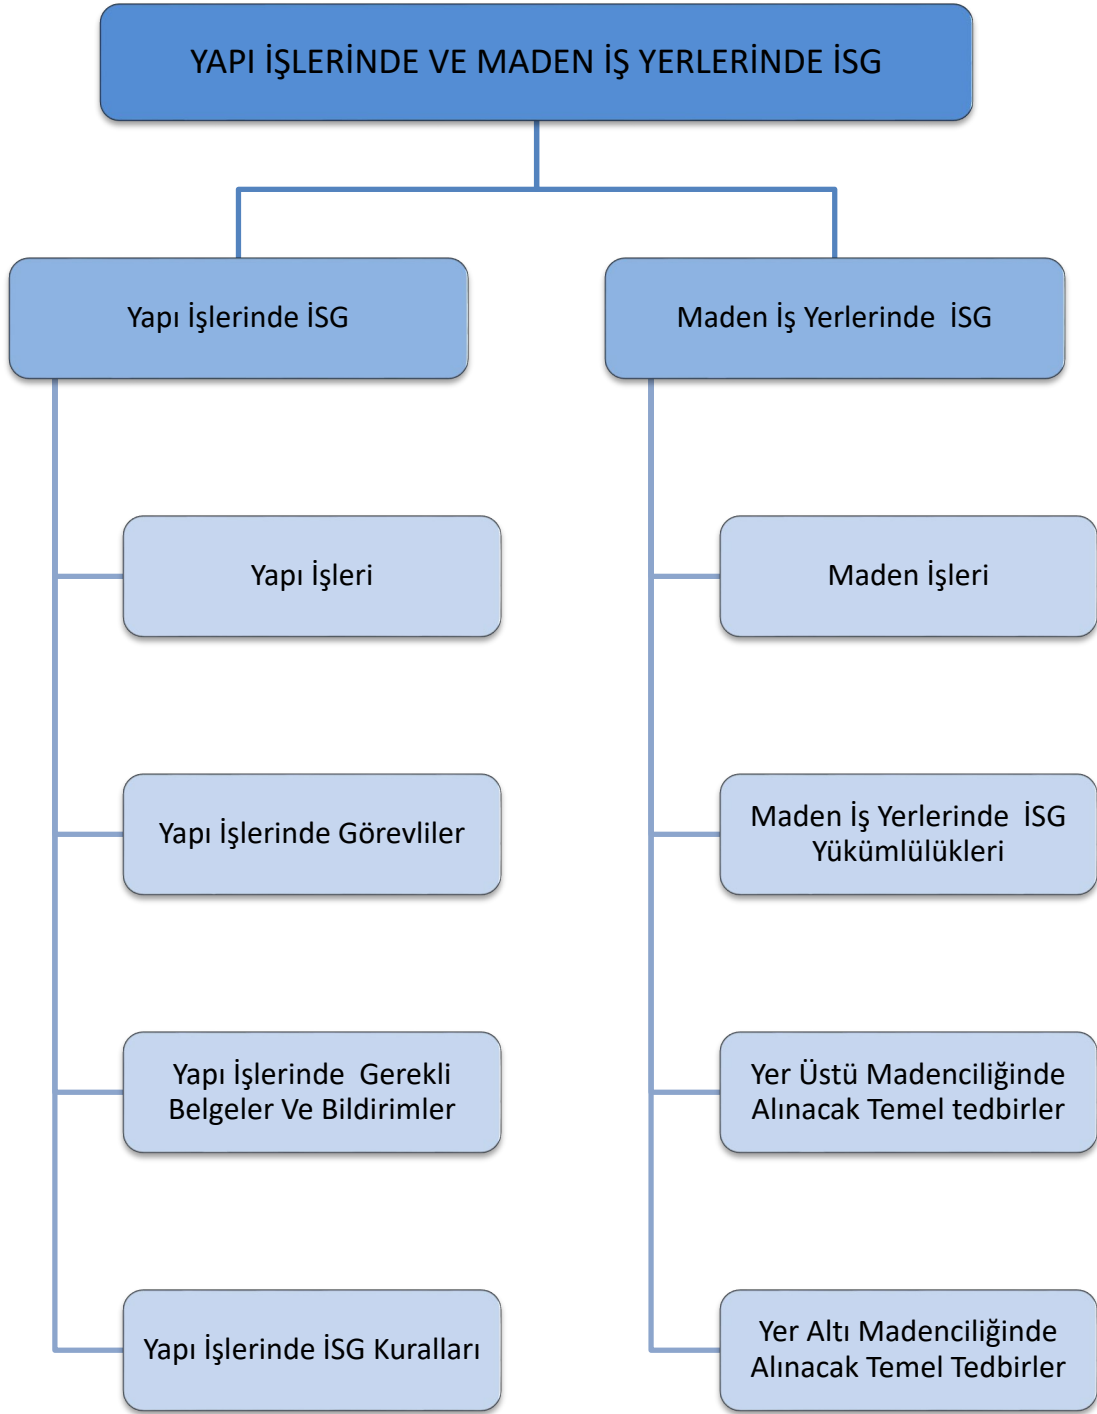 YAPI İŞLERİNDE VE MADEN İŞ YERLERİNDE İSG
Yapı İşlerinde İSG
Yapı İşleri
Yapı İşlerinde Görevliler
Yapı İşlerinde  Gerekli
Belgeler Ve Bildirimler
Yapı İşlerinde İSG Kuralları
Maden İş Yerlerinde  İSG
Maden İşleri
Maden İş Yerlerinde  İSG
Yükümlülükleri
Yer Üstü Madenciliğinde
Alınacak Temel tedbirler
Yer Altı Madenciliğinde
Alınacak Temel Tedbirler